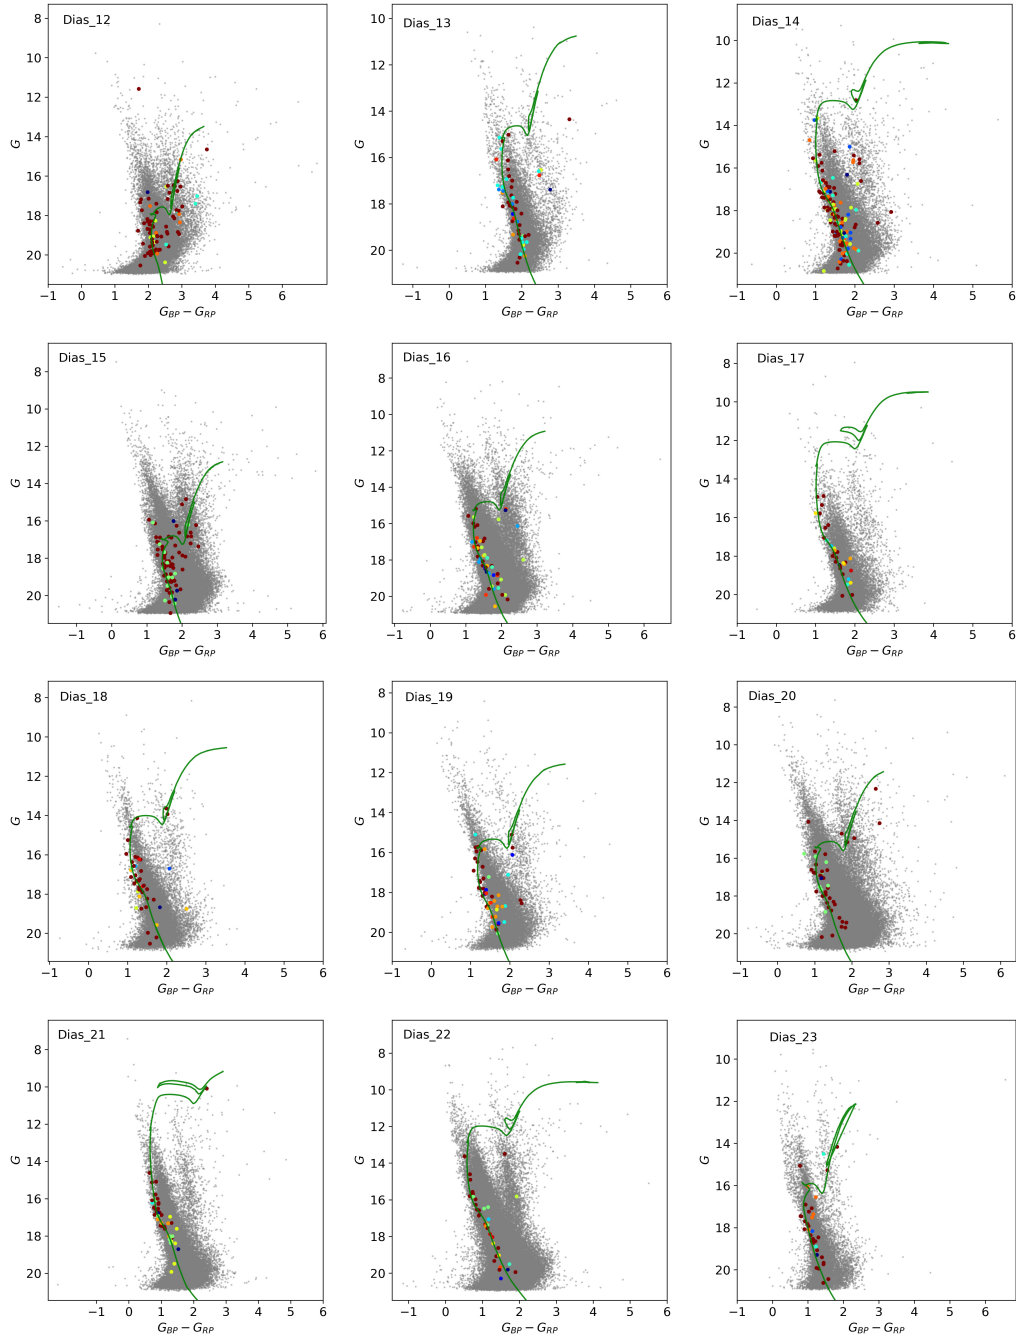 Dias_12
8
10
12
14
16
18
20
G
−1 0 1 2 3 4 5 6
G_BP − G_RP
Dias_13
10
12
14
16
18
20
G
−1 0 1 2 3 4 5 6
G_BP − G_RP
Dias_14
10
12
14
16
18
20
G
−1 0 1 2 3 4 5 6
G_BP − G_RP
Dias_15
8
10
12
14
16
18
20
G
−2 −1 0 1 2 3 4 5 6
G_BP − G_RP
Dias_16
8
10
12
14
16
18
20
G
−1 0 1 2 3 4 5 6
G_BP − G_RP
Dias_17
8
10
12
14
16
18
20
G
−1 0 1 2 3 4 5 6
G_BP − G_RP
Dias_18
8
10
12
14
16
18
20
G
−1 0 1 2 3 4 5 6
G_BP − G_RP
Dias_19
8
10
12
14
16
18
20
G
−1 0 1 2 3 4 5 6
G_BP − G_RP
Dias_20
8
10
12
14
16
18
20
G
−1 0 1 2 3 4 5 6
G_BP − G_RP
Dias_21
8
10
12
14
16
18
20
G
−1 0 1 2 3 4 5 6
G_BP − G_RP
Dias_22
8
10
12
14
16
18
20
G
−1 0 1 2 3 4 5 6
G_BP − G_RP
Dias_23
10
12
14
16
18
20
G
−1 0 1 2 3 4 5 6 7
G_BP − G_RP